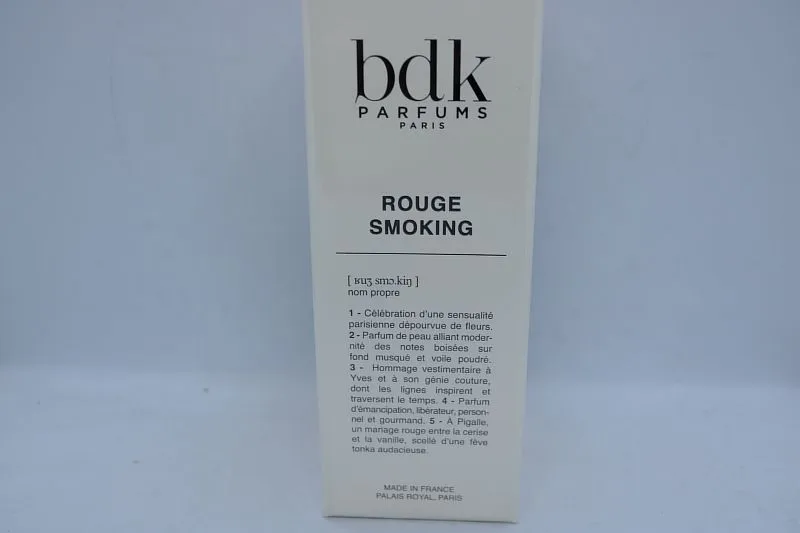 bdk
PARFUMS
PARIS
ROUGE
SMOKING
[ ʁuʒ smɔ.kiŋ ]
nom propre
1 - Célébration d'une sensualité
parisienne dépourvue de fleurs.
2 - Parfum de peau alliant moder-
nité des notes boisées sur
fond musqué et voile poudré.
3 - Hommage vestimentaire à
Yves et à son génie couture,
dont les lignes inspirent et
traversent le temps. 4 - Parfum
d'émancipation, libérateur, person-
nel et gourmand. 5 - À Pigalle,
un mariage rouge entre la cerise
et la vanille, scellé d'une fève
tonka audacieuse.
MADE IN FRANCE
PALAIS ROYAL, PARIS